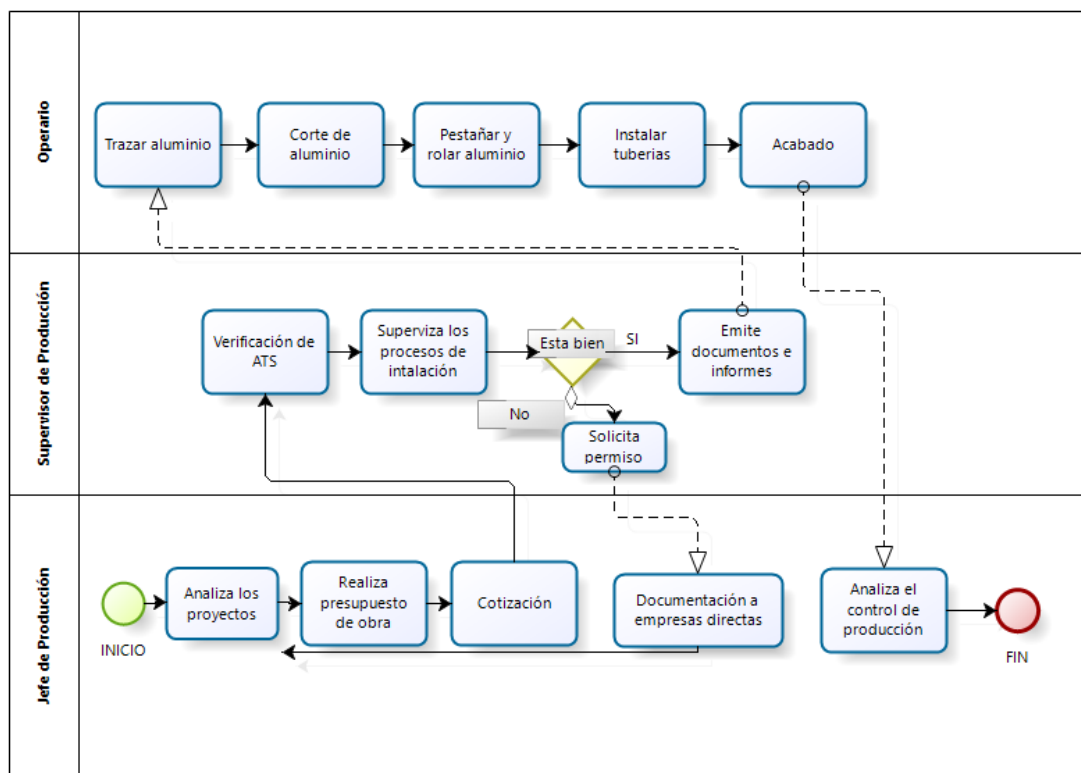 Operario
Trazar aluminio
Corte de
aluminio
Pestañar y
rolar aluminio
Instalar
tuberias
Acabado
Supervisor de Producción
Verificación de
ATS
Superviza los
procesos de
intalación
Esta bien
SI
Emite
documentos e
informes
No
Solicita
permiso
Jefe de Producción
INICIO
Analiza los
proyectos
Realiza
presupuesto
de obra
Cotización
Documentación a
empresas directas
Analiza el
control de
producción
FIN